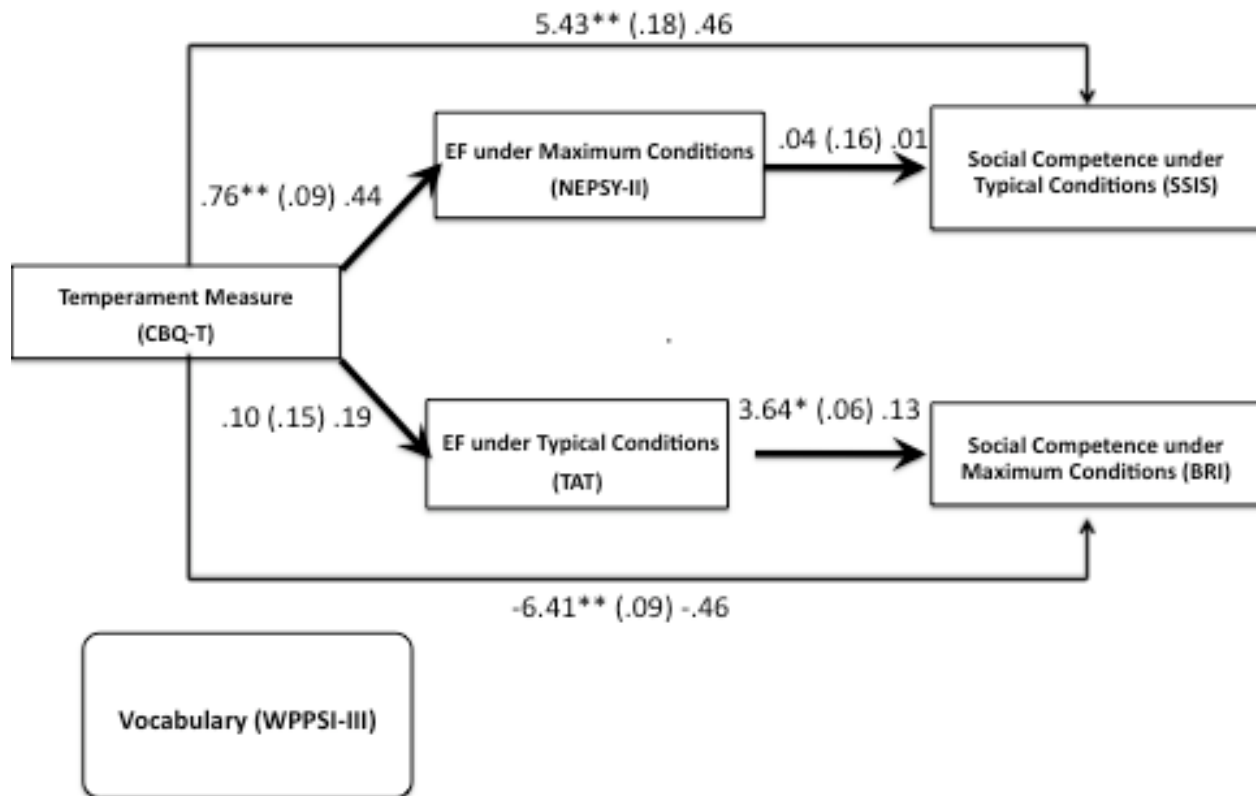 5.43** (.18) .46
EF under Maximum Conditions
(NEPSY-II)
.04 (.16) .01
Social Competence under
Typical Conditions (SSIS)
.76** (.09) .44
Temperament Measure
(CBQ-T)
.10 (.15) .19
EF under Typical Conditions
(TAT)
3.64* (.06) .13
Social Competence under
Maximum Conditions (BRI)
-6.41** (.09) -.46
Vocabulary (WPPSI-III)